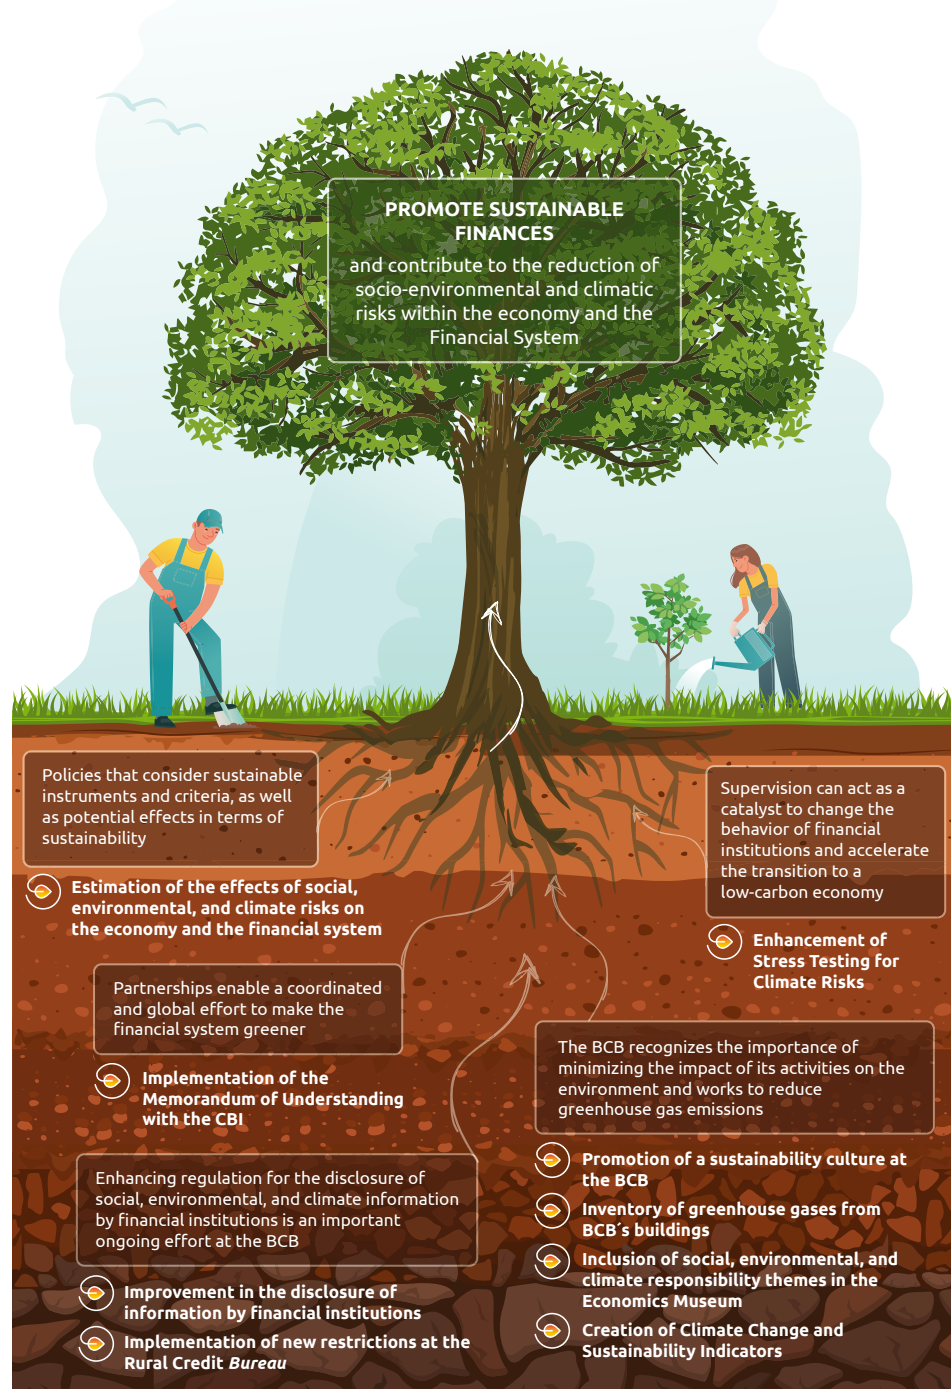 PROMOTE SUSTAINABLE
FINANCES
and contribute to the reduction of
socio-environmental and climatic
risks within the economy and the
Financial System
Policies that consider sustainable
instruments and criteria, as well
as potential effects in terms of
sustainability
Estimation of the effects of social,
environmental, and climate risks on
the economy and the financial system
Supervision can act as a
catalyst to change the
behavior of financial
institutions and accelerate
the transition to a
low-carbon economy
Enhancement of
Stress Testing for
Climate Risks
Partnerships enable a coordinated
and global effort to make the
financial system greener
Implementation of the
Memorandum of Understanding
with the CBI
The BCB recognizes the importance of
minimizing the impact of its activities on the
environment and works to reduce
greenhouse gas emissions
Promotion of a sustainability culture at
the BCB
Inventory of greenhouse gases from
BCB´s buildings
Inclusion of social, environmental, and
climate responsibility themes in the
Economics Museum
Creation of Climate Change and
Sustainability Indicators
Enhancing regulation for the disclosure of
social, environmental, and climate information
by financial institutions is an important
ongoing effort at the BCB
Improvement in the disclosure of
information by financial institutions
Implementation of new restrictions at the
Rural Credit Bureau